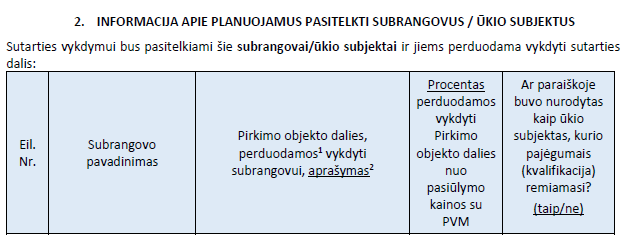 2. INFORMACIJA APIE PLANUOJAMUS PASITELKTI SUBRANGOVUS / ŪKIO SUBJEKTUS
Sutarties vykdymui bus pasitelkiami šie subrangovai/ūkio subjektai ir jiems perduodama vykdyti sutarties
dalis:
Eil.
Nr.
Subrangovo
pavadinimas
Pirkimo objekto dalies,
perduodamos¹ vykdyti
subrangovui, aprašymas²
Procentas
perduodamos
vykdyti
Pirkimo
objekto dalies
nuo
pasiūlymo
kainos su
PVM
Ar paraiškoje
buvo nurodytas
kaip ūkio
subjektas, kurio
pajėgumais
(kvalifikacija)
remiamasi?
(taip/ne)